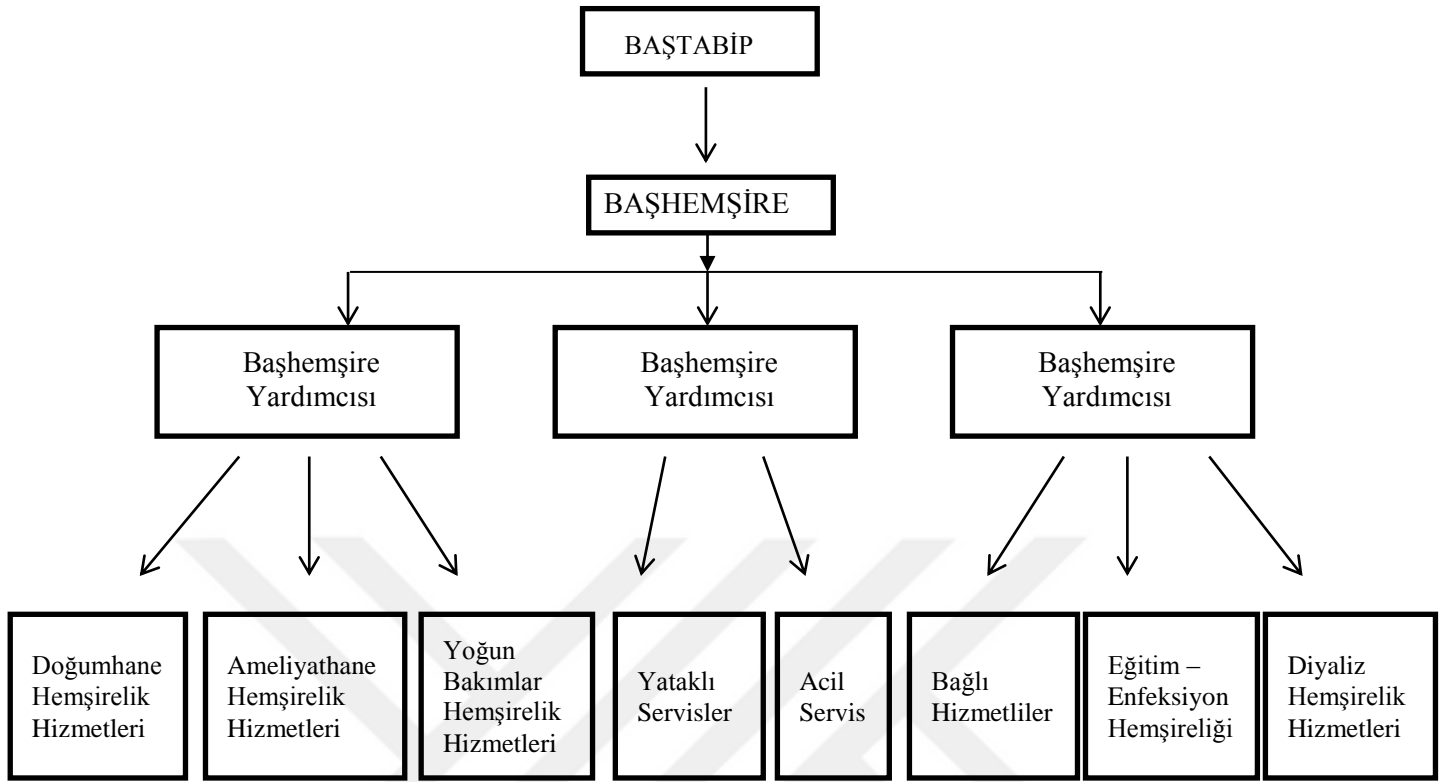 BAŞTABİP
BAŞHEMŞİRE
Başhemşire
Yardımcısı
Başhemşire
Yardımcısı
Başhemşire
Yardımcısı
Doğumhane
Hemşirelik
Hizmetleri
Ameliyathane
Hemşirelik
Hizmetleri
Yoğun
Bakımlar
Hemşirelik
Hizmetleri
Yataklı
Servisler
Acil
Servis
Bağlı
Hizmetliler
Eğitim –
Enfeksiyon
Hemşireliği
Diyaliz
Hemşirelik
Hizmetleri